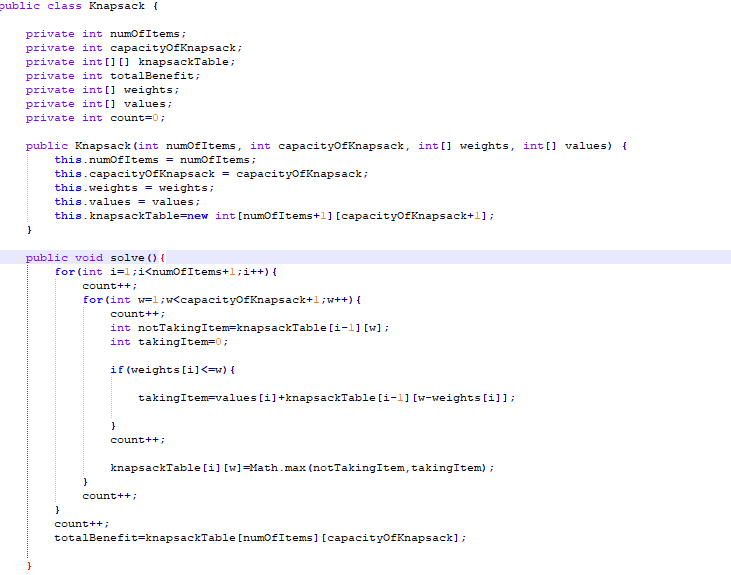 public class Knapsack {
private int numOfItems;
private int capacityOfKnapsack;
private int[][] knapsackTable;
private int totalBenefit;
private int[] weights;
private int[] values;
private int count=0;
public Knapsack(int numOfItems, int capacityOfKnapsack, int[] weights, int[] values) {
this.numOfItems = numOfItems;
this.capacityOfKnapsack = capacityOfKnapsack;
this.weights = weights;
this.values = values;
this.knapsackTable=new int[numOfItems+1][capacityOfKnapsack+1];
}
public void solve(){
for(int i=1;i<numOfItems+1;i++){
count++;
for(int w=1;w<capacityOfKnapsack+1;w++){
count++;
int notTakingItem=knapsackTable[i-1][w];
int takingItem=0;
if(weights[i]<=w){
takingItem=values[i]+knapsackTable[i-1][w-weights[i]];
}
count++;
knapsackTable[i][w]=Math.max(notTakingItem,takingItem);
}
count++;
}
count++;
totalBenefit=knapsackTable[numOfItems][capacityOfKnapsack];
}